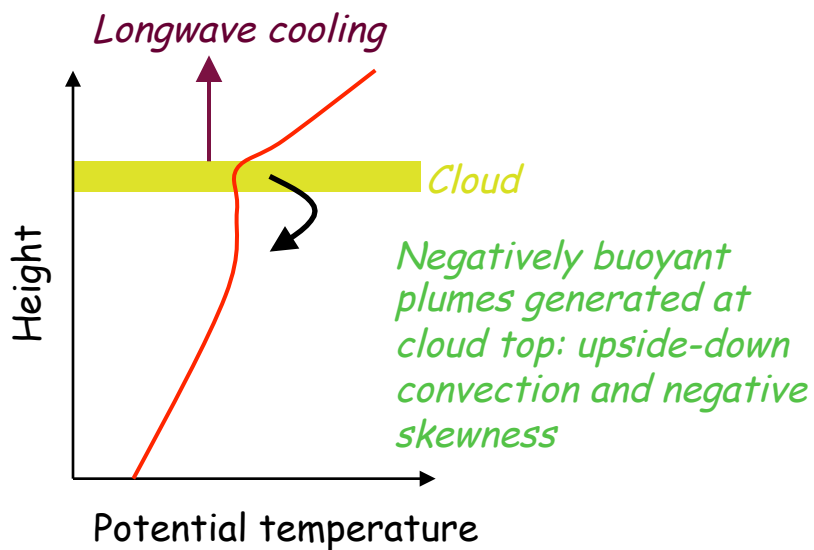 Longwave cooling
Cloud
Height
Negatively buoyant
plumes generated at
cloud top: upside-down
convection and negative
skewness
Potential temperature